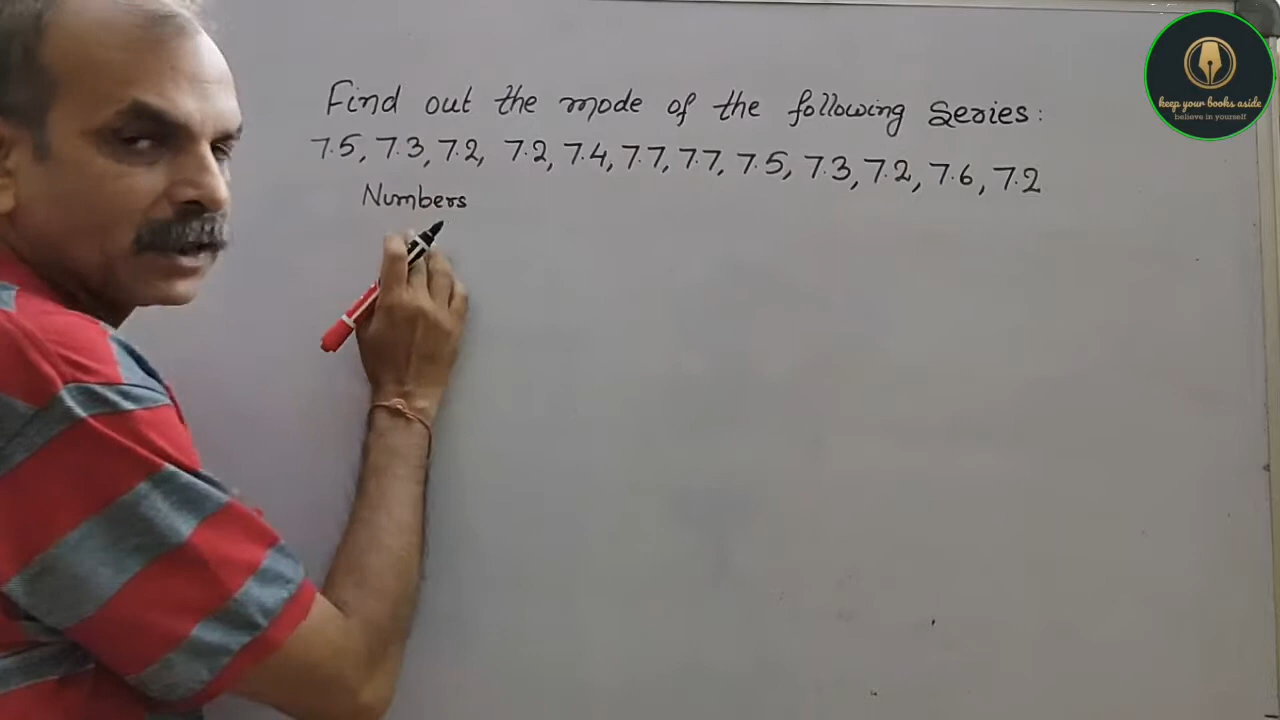 Find out the mode of the following Series:
7.5, 7.3, 7.2, 7.2, 7.4, 7.7, 7.7, 7.5, 7.3, 7.2, 7.6, 7.2
Numbers
keep your books aside
believe in yourself